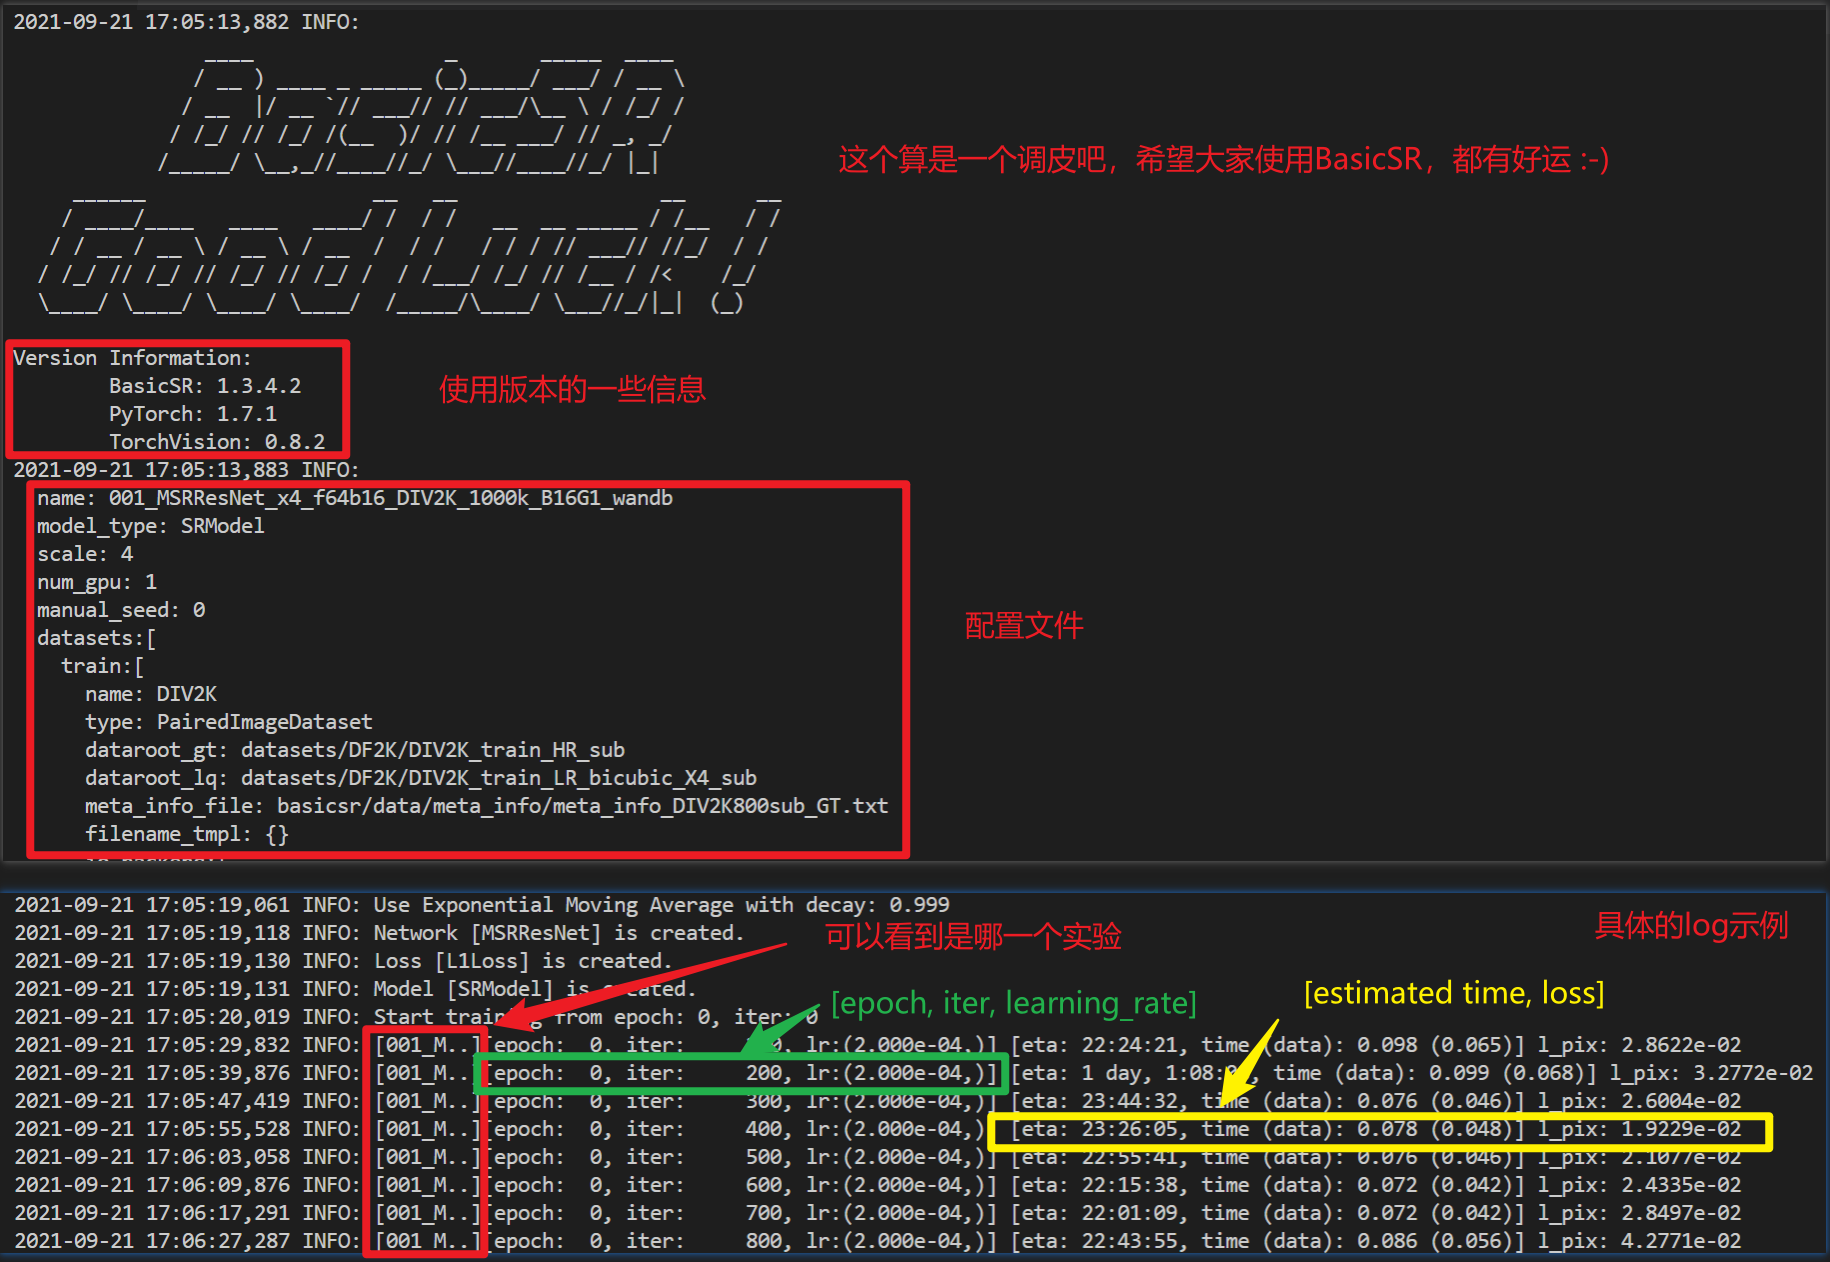 2021-09-21 17:05:13,882 INFO:
BasicSR
Good Luck!
这个算是一个调皮吧，希望大家使用BasicSR，都有好运 :-)
Version Information:
BasicSR: 1.3.4.2
PyTorch: 1.7.1
TorchVision: 0.8.2
使用版本的一些信息
2021-09-21 17:05:13,883 INFO:
name: 001_MSRResNet_x4_f64b16_DIV2K_1000k_B16G1_wandb
model_type: SRModel
scale: 4
num_gpu: 1
manual_seed: 0
datasets:[
train:[
name: DIV2K
type: PairedImageDataset
dataroot_gt: datasets/DF2K/DIV2K_train_HR_sub
dataroot_lq: datasets/DF2K/DIV2K_train_LR_bicubic_X4_sub
meta_info_file: basicsr/data/meta_info/meta_info_DIV2K800sub_GT.txt
filename_tmpl: {}
配置文件
2021-09-21 17:05:19,061 INFO: Use Exponential Moving Average with decay: 0.999
2021-09-21 17:05:19,118 INFO: Network [MSRResNet] is created.
2021-09-21 17:05:19,130 INFO: Loss [L1Loss] is created.
2021-09-21 17:05:19,131 INFO: Model [SRModel] is created.
2021-09-21 17:05:20,019 INFO: Start training from epoch: 0, iter: 0
可以看到是哪一个实验
具体的log示例
[epoch, iter, learning_rate]
[estimated time, loss]
2021-09-21 17:05:29,832 INFO: [001_M..][epoch:  0, iter:     , lr:(2.000e-04,)] [eta: 22:24:21, time (data): 0.098 (0.065)] l_pix: 2.8622e-02
2021-09-21 17:05:39,876 INFO: [001_M..][epoch:  0, iter:     200, lr:(2.000e-04,)] [eta: 1 day, 1:08: , time (data): 0.099 (0.068)] l_pix: 3.2772e-02
2021-09-21 17:05:47,419 INFO: [001_M..][epoch:  0, iter:     300, lr:(2.000e-04,)] [eta: 23:44:32, time (data): 0.076 (0.046)] l_pix: 2.6004e-02
2021-09-21 17:05:55,528 INFO: [001_M..][epoch:  0, iter:     400, lr:(2.000e-04,)] [eta: 23:26:05, time (data): 0.078 (0.048)] l_pix: 1.9229e-02
2021-09-21 17:06:03,058 INFO: [001_M..][epoch:  0, iter:     500, lr:(2.000e-04,)] [eta: 22:55:41, time (data): 0.076 (0.046)] l_pix: 2.1077e-02
2021-09-21 17:06:09,876 INFO: [001_M..][epoch:  0, iter:     600, lr:(2.000e-04,)] [eta: 22:15:38, time (data): 0.072 (0.042)] l_pix: 2.4335e-02
2021-09-21 17:06:17,291 INFO: [001_M..][epoch:  0, iter:     700, lr:(2.000e-04,)] [eta: 22:01:09, time (data): 0.072 (0.042)] l_pix: 2.8497e-02
2021-09-21 17:06:27,287 INFO: [001_M..][epoch:  0, iter:     800, lr:(2.000e-04,)] [eta: 22:43:55, time (data): 0.086 (0.056)] l_pix: 4.2771e-02